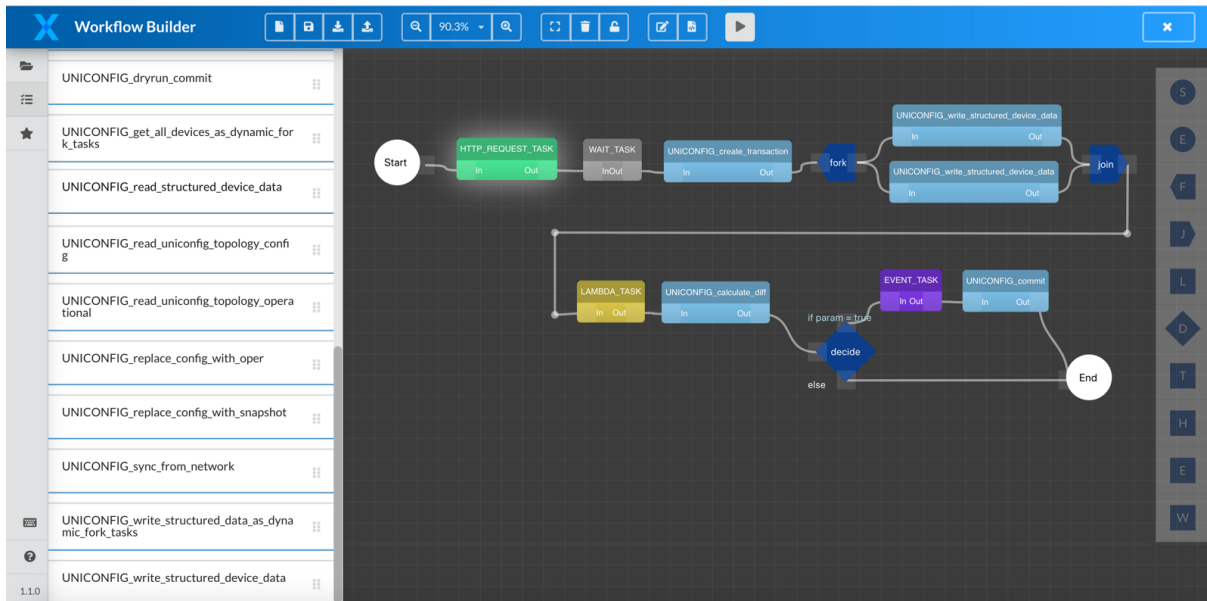 Workflow Builder
90.3%
UNICONFIG_dryrun_commit
UNICONFIG_get_all_devices_as_dynamic_for
k_tasks
UNICONFIG_read_structured_device_data
UNICONFIG_read_uniconfig_topology_confi
g
UNICONFIG_read_uniconfig_topology_opera
tional
UNICONFIG_replace_config_with_oper
UNICONFIG_replace_config_with_snapshot
UNICONFIG_sync_from_network
UNICONFIG_write_structured_data_as_dyna
mic_fork_tasks
UNICONFIG_write_structured_device_data
1.1.0
Start
HTTP_REQUEST_TASK
In Out
WAIT_TASK
InOut
UNICONFIG_create_transaction
In Out
fork
UNICONFIG_write_structured_device_data
In Out
UNICONFIG_write_structured_device_data
In Out
join
LAMBDA_TASK
In Out
UNICONFIG_calculate_diff
In Out
if param = true
decide
else
EVENT_TASK
In Out
UNICONFIG_commit
In Out
End
S
E
F
J
L
D
T
H
E
W